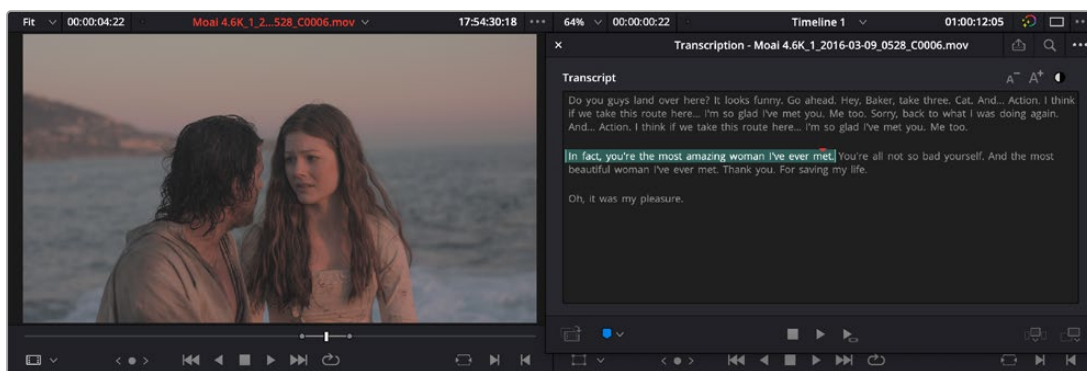 Fit 00:00:04:22 Moai 4.6K_1_2...528_C0006.mov 17:54:30:18 64% 00:00:00:22 Timeline 1 01:00:12:05
Transcription - Moai 4.6K_1_2016-03-09_0528_C0006.mov
Transcript A- A+
Do you guys land over here? It looks funny. Go ahead. Hey, Baker, take three. Cat. And... Action. I think
if we take this route here... I'm so glad I've met you. Me too. Sorry, back to what I was doing again.
And... Action. I think if we take this route here... I'm so glad I've met you. Me too.
In fact, you're the most amazing woman I've ever met. You're all not so bad yourself. And the most
beautiful woman I've ever met. Thank you. For saving my life.
Oh, it was my pleasure.